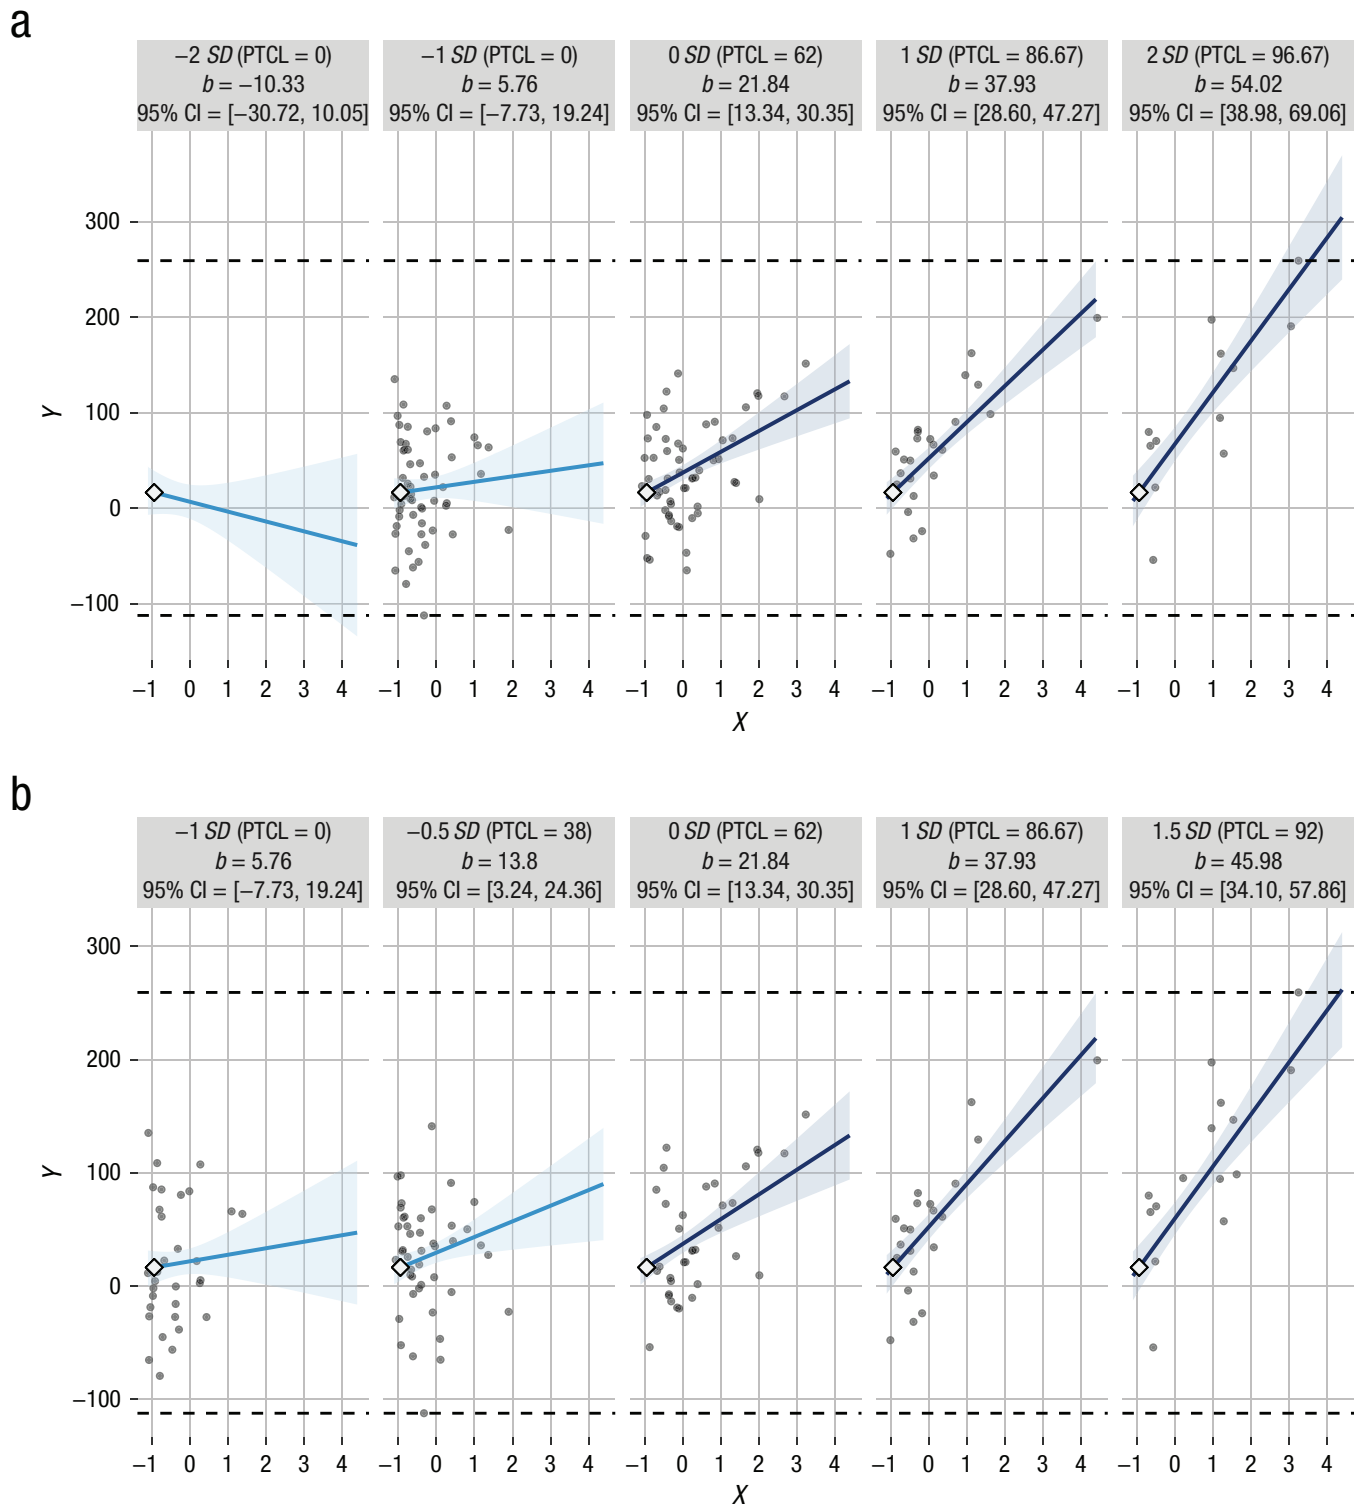 a
−2 SD (PTCL = 0)
b = −10.33
95% CI = [−30.72, 10.05]
−1 SD (PTCL = 0)
b = 5.76
95% CI = [−7.73, 19.24]
0 SD (PTCL = 62)
b = 21.84
95% CI = [13.34, 30.35]
1 SD (PTCL = 86.67)
b = 37.93
95% CI = [28.60, 47.27]
2 SD (PTCL = 96.67)
b = 54.02
95% CI = [38.98, 69.06]
300
200
100
0
−100
Y
−1 0 1 2 3 4
−1 0 1 2 3 4
−1 0 1 2 3 4
−1 0 1 2 3 4
−1 0 1 2 3 4
X
b
−1 SD (PTCL = 0)
b = 5.76
95% CI = [−7.73, 19.24]
−0.5 SD (PTCL = 38)
b = 13.8
95% CI = [3.24, 24.36]
0 SD (PTCL = 62)
b = 21.84
95% CI = [13.34, 30.35]
1 SD (PTCL = 86.67)
b = 37.93
95% CI = [28.60, 47.27]
1.5 SD (PTCL = 92)
b = 45.98
95% CI = [34.10, 57.86]
300
200
100
0
−100
Y
−1 0 1 2 3 4
−1 0 1 2 3 4
−1 0 1 2 3 4
−1 0 1 2 3 4
−1 0 1 2 3 4
X